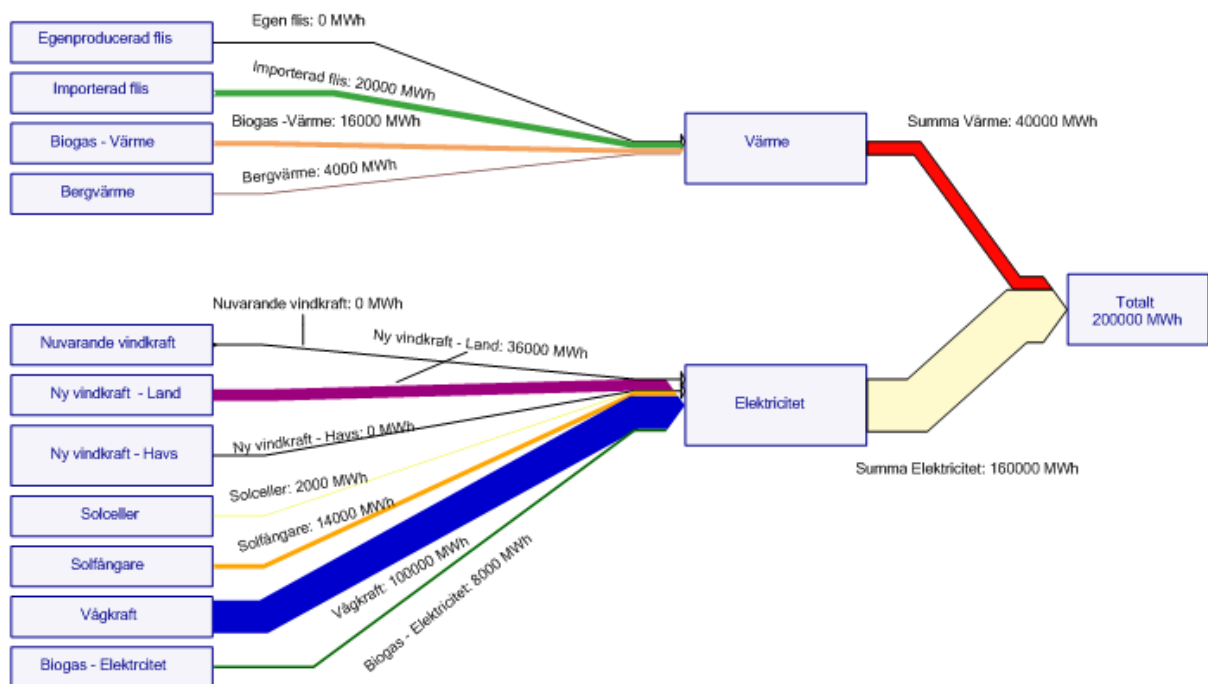 Egen flis: 0 MWh
Egenproducerad flis
Importerad flis: 20000 MWh
Importerad flis
Biogas -Värme: 16000 MWh
Biogas - Värme
Bergvärme: 4000 MWh
Bergvärme
Värme
Summa Värme: 40000 MWh
Totalt
200000 MWh
Nuvarande vindkraft: 0 MWh
Nuvarande vindkraft
Ny vindkraft - Land: 36000 MWh
Ny vindkraft - Land
Elektricitet
Ny vindkraft - Havs: 0 MWh
Ny vindkraft - Havs
Summa Elektricitet: 160000 MWh
Solceller: 2000 MWh
Solceller
Solfångare: 14000 MWh
Solfångare
Vågkraft: 100000 MWh
Vågkraft
Biogas - Elektricitet: 8000 MWh
Biogas - Elektrcitet